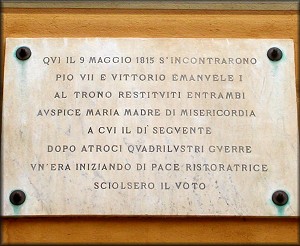 QVI IL 9 MAGGIO 1815 S'INCONTRARONO
PIO VII E VITTORIO EMANVELE I
AL TRONO RESTITVITI ENTRAMBI
AVSPICE MARIA MADRE DI MISERICORDIA
A CVI IL DI' SEGVENTE
DOPO ATROCI QVADRILVSTRI GVERRE
VN'ERA INIZIANDO DI PACE RISTORATRICE
SCIOLSERO IL VOTO